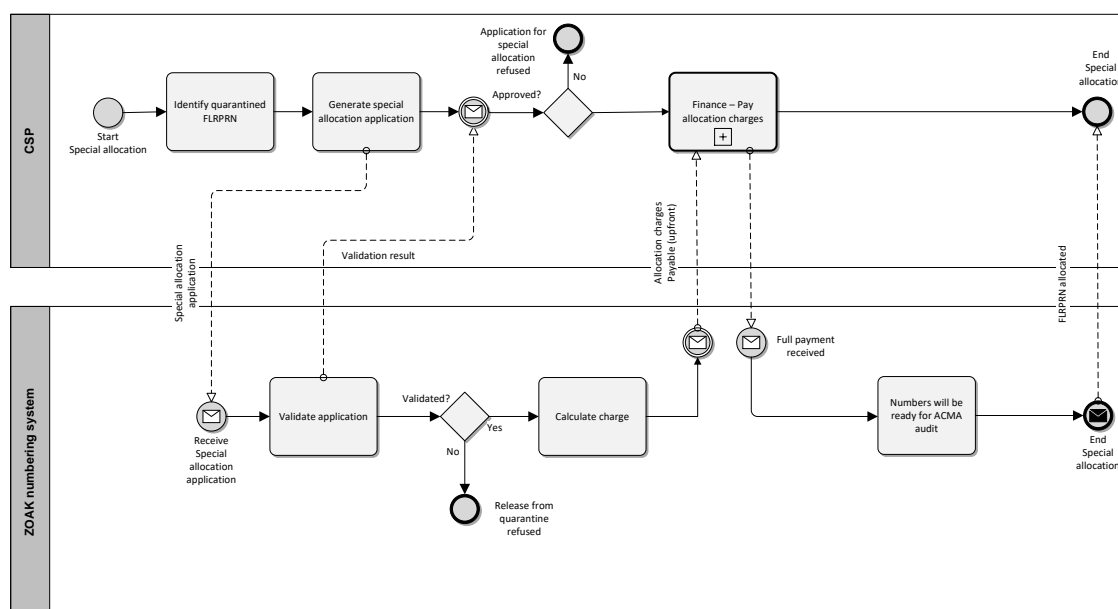 CSP
Start
Special allocation
Identify quarantined
FLRPRN
Generate special
allocation application
Approved?
Application for
special
allocation
refused
No
Finance – Pay
allocation charges
End
Special
allocation
Special allocation
application
Validation result
Allocation charges
Payable (upfront)
FLRPRN allocated
ZOAK numbering system
Receive
Special
allocation
application
Validate application
Validated?
Yes
No
Release from
quarantine
refused
Calculate charge
Full payment
received
Numbers will be
ready for ACMA
audit
End
Special
allocation